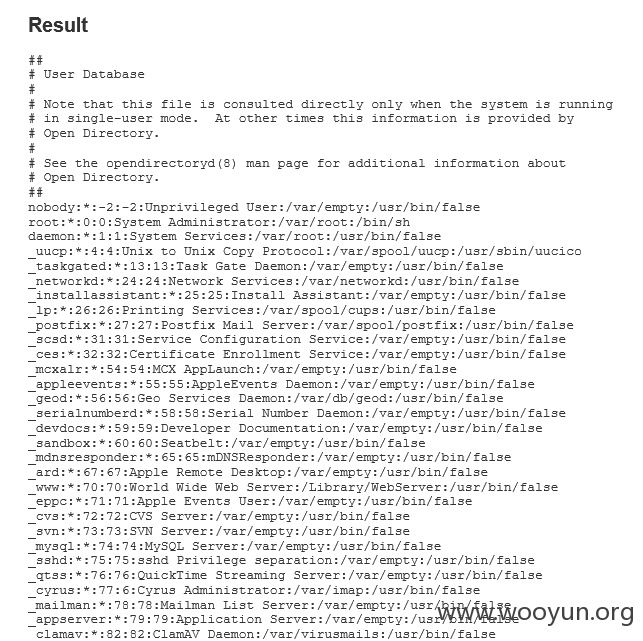 Result
##
# User Database
#
# Note that this file is consulted directly only when the system is running
# in single-user mode.  At other times this information is provided by
# Open Directory.
#
# See the opendirectoryd(8) man page for additional information about
# Open Directory.
##
nobody:*:-2:-2:Unprivileged User:/var/empty:/usr/bin/false
root:*:0:0:System Administrator:/var/root:/bin/sh
daemon:*:1:1:System Services:/var/root:/usr/bin/false
_uucp:*:4:4:Unix to Unix Copy Protocol:/var/spool/uucp:/usr/sbin/uucico
_taskgated:*:13:13:Task Gate Daemon:/var/empty:/usr/bin/false
_networkd:*:24:24:Network Services:/var/networkd:/usr/bin/false
_installassistant:*:25:25:Install Assistant:/var/empty:/usr/bin/false
_lp:*:26:26:Printing Services:/var/spool/cups:/usr/bin/false
_postfix:*:27:27:Postfix Mail Server:/var/spool/postfix:/usr/bin/false
_scsd:*:31:31:Service Configuration Service:/var/empty:/usr/bin/false
_ces:*:32:32:Certificate Enrollment Service:/var/empty:/usr/bin/false
_mcxalr:*:54:54:MCX AppLaunch:/var/empty:/usr/bin/false
_appleevents:*:55:55:AppleEvents Daemon:/var/empty:/usr/bin/false
_geod:*:56:56:Geo Services Daemon:/var/db/geod:/usr/bin/false
_serialnumberd:*:58:58:Serial Number Daemon:/var/empty:/usr/bin/false
_devdocs:*:59:59:Developer Documentation:/var/empty:/usr/bin/false
_sandbox:*:60:60:Seatbelt:/var/empty:/usr/bin/false
_mdnsresponder:*:65:65:mDNSResponder:/var/empty:/usr/bin/false
_ard:*:67:67:Apple Remote Desktop:/var/empty:/usr/bin/false
_www:*:70:70:World Wide Web Server:/Library/WebServer:/usr/bin/false
_eppc:*:71:71:Apple Events User:/var/empty:/usr/bin/false
_cvs:*:72:72:CVS Server:/var/empty:/usr/bin/false
_svn:*:73:73:SVN Server:/var/empty:/usr/bin/false
_mysql:*:74:74:MySQL Server:/var/empty:/usr/bin/false
_sshd:*:75:75:sshd Privilege separation:/var/empty:/usr/bin/false
_qtss:*:76:76:QuickTime Streaming Server:/var/empty:/usr/bin/false
_cyrus:*:77:6:Cyrus Administrator:/var/imap:/usr/bin/false
_mailman:*:78:78:Mailman List Server:/var/empty:/usr/bin/false
_appserver:*:79:79:Application Server:/var/empty:/usr/bin/false
_clamav:*:82:82:ClamAV Daemon:/var/virusmails:/usr/bin/false
www.wooyun.org